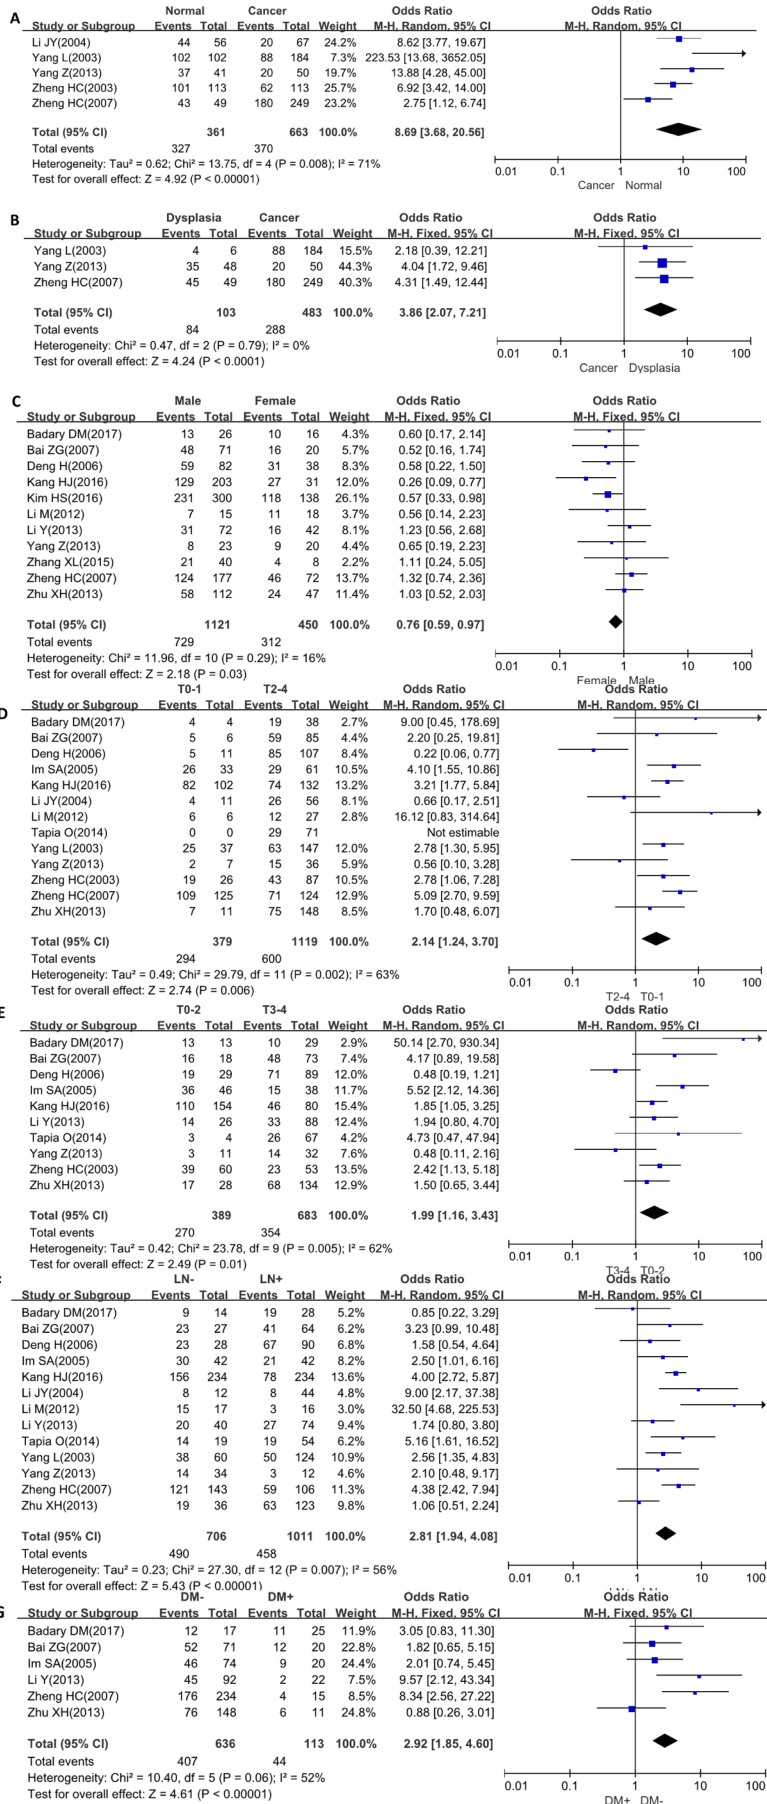 A
Normal Cancer Odds Ratio Odds Ratio
Study or Subgroup Events Total Events Total Weight M-H, Random, 95% CI M-H, Random, 95% CI
Li JY(2004) 44 56 20 67 24.2% 8.62 [3.77, 19.67]
Yang L(2003) 102 102 88 184 7.3% 223.53 [13.68, 3652.05]
Yang Z(2013) 37 41 20 50 19.7% 13.88 [4.28, 45.00]
Zheng HC(2003) 101 113 62 113 25.7% 6.92 [3.42, 14.00]
Zheng HC(2007) 43 49 180 249 23.2% 2.75 [1.12, 6.74]
Total (95% CI) 361 663 100.0% 8.69 [3.68, 20.56]
Total events 327 370
Heterogeneity: Tau² = 0.62; Chi² = 13.75, df = 4 (P = 0.008); I² = 71%
Test for overall effect: Z = 4.92 (P < 0.00001)
0.01 0.1 1 10 100
Cancer Normal
B
Dysplasia Cancer Odds Ratio Odds Ratio
Study or Subgroup Events Total Events Total Weight M-H, Fixed, 95% CI M-H, Fixed, 95% CI
Yang L(2003) 4 6 88 184 15.5% 2.18 [0.39, 12.21]
Yang Z(2013) 35 48 20 50 44.3% 4.04 [1.72, 9.46]
Zheng HC(2007) 45 49 180 249 40.3% 4.31 [1.49, 12.44]
Total (95% CI) 103 483 100.0% 3.86 [2.07, 7.21]
Total events 84 288
Heterogeneity: Chi² = 0.47, df = 2 (P = 0.79); I² = 0%
Test for overall effect: Z = 4.24 (P < 0.0001)
0.01 0.1 1 10 100
Cancer Dysplasia
C
Male Female Odds Ratio Odds Ratio
Study or Subgroup Events Total Events Total Weight M-H, Fixed, 95% CI M-H, Fixed, 95% CI
Badary DM(2017) 13 26 10 16 4.3% 0.60 [0.17, 2.14]
Bai ZG(2007) 48 71 16 20 5.7% 0.52 [0.16, 1.74]
Deng H(2006) 59 82 31 38 8.3% 0.58 [0.22, 1.50]
Kang HJ(2016) 129 203 27 31 12.0% 0.26 [0.09, 0.77]
Kim HS(2016) 231 300 118 138 26.1% 0.57 [0.33, 0.98]
Li M(2012) 7 15 11 18 4.8% 0.56 [0.14, 2.23]
Li Y(2013) 31 72 16 42 8.1% 1.23 [0.56, 2.68]
Yang Z(2013) 8 23 9 20 4.4% 0.65 [0.19, 2.23]
Zhang XL(2015) 21 40 4 8 2.2% 1.11 [0.24, 5.05]
Zheng HC(2007) 124 177 46 72 13.7% 1.32 [0.74, 2.36]
Zhu XH(2013) 58 112 24 47 11.4% 1.03 [0.52, 2.03]
Total (95% CI) 1121 450 100.0% 0.76 [0.59, 0.97]
Total events 729 312
Heterogeneity: Chi² = 11.96, df = 10 (P = 0.29); I² = 16%
Test for overall effect: Z = 2.18 (P = 0.03)
0.01 0.1 1 10 100
Female Male
D
T0-1 T2-4 Odds Ratio Odds Ratio
Study or Subgroup Events Total Events Total Weight M-H, Random, 95% CI M-H, Random, 95% CI
Badary DM(2017) 4 4 19 38 2.7% 9.00 [0.45, 178.69]
Bai ZG(2007) 5 6 59 85 4.4% 2.20 [0.25, 19.81]
Deng H(2006) 5 11 85 107 8.4% 0.22 [0.06, 0.77]
Im SA(2005) 26 33 29 61 10.5% 4.10 [1.55, 10.86]
Kang HJ(2016) 82 102 74 132 13.2% 3.21 [1.77, 5.84]
Li JY(2004) 4 11 26 56 8.1% 0.66 [0.17, 2.51]
Li M(2012) 6 6 12 27 2.8% 16.12 [0.83, 314.64]
Tapia O(2014) 0 0 29 71 Not estimable
Yang L(2003) 25 37 63 147 12.0% 2.78 [1.30, 5.95]
Yang Z(2013) 2 7 15 36 5.9% 0.56 [0.10, 3.28]
Zheng HC(2003) 19 26 43 87 10.5% 2.78 [1.06, 7.28]
Zheng HC(2007) 109 125 71 124 12.9% 5.09 [2.70, 9.59]
Zhu XH(2013) 7 11 75 148 8.5% 1.70 [0.48, 6.07]
Total (95% CI) 379 1119 100.0% 2.14 [1.24, 3.70]
Total events 294 600
Heterogeneity: Tau² = 0.49; Chi² = 29.79, df = 11 (P = 0.002); I² = 63%
Test for overall effect: Z = 2.74 (P = 0.006)
0.01 0.1 1 10 100
T2-4 T0-1
E
T0-2 T3-4 Odds Ratio Odds Ratio
Study or Subgroup Events Total Events Total Weight M-H, Random, 95% CI M-H, Random, 95% CI
Badary DM(2017) 13 13 10 29 2.9% 50.14 [2.70, 930.34]
Bai ZG(2007) 16 18 48 73 7.4% 4.17 [0.89, 19.58]
Deng H(2006) 19 29 71 89 12.0% 0.48 [0.19, 1.21]
Im SA(2005) 36 46 15 38 11.7% 5.52 [2.12, 14.36]
Kang HJ(2016) 110 154 46 80 15.4% 1.85 [1.05, 3.25]
Li Y(2013) 14 26 33 88 12.4% 1.94 [0.80, 4.70]
Tapia O(2014) 3 4 26 67 4.2% 4.73 [0.47, 47.94]
Yang Z(2013) 3 11 14 32 7.6% 0.48 [0.11, 2.16]
Zheng HC(2003) 39 60 23 53 13.5% 2.42 [1.13, 5.18]
Zhu XH(2013) 17 28 68 134 12.9% 1.50 [0.65, 3.44]
Total (95% CI) 389 683 100.0% 1.99 [1.16, 3.43]
Total events 270 354
Heterogeneity: Tau² = 0.42; Chi² = 23.78, df = 9 (P = 0.005); I² = 62%
Test for overall effect: Z = 2.49 (P = 0.01)
0.01 0.1 1 10 100
T3-4 T0-2
LN- LN+ Odds Ratio Odds Ratio
Study or Subgroup Events Total Events Total Weight M-H, Random, 95% CI M-H, Random, 95% CI
Badary DM(2017) 9 14 19 28 5.2% 0.85 [0.22, 3.29]
Bai ZG(2007) 23 27 41 64 6.2% 3.23 [0.99, 10.48]
Deng H(2006) 23 28 67 90 6.8% 1.58 [0.54, 4.64]
Im SA(2005) 30 42 21 42 8.2% 2.50 [1.01, 6.16]
Kang HJ(2016) 156 234 78 234 13.6% 4.00 [2.72, 5.87]
Li JY(2004) 8 12 8 44 4.8% 9.00 [2.17, 37.38]
Li M(2012) 15 17 3 16 3.0% 32.50 [4.68, 225.53]
Li Y(2013) 20 40 27 74 9.4% 1.74 [0.80, 3.80]
Tapia O(2014) 14 19 19 54 6.2% 5.16 [1.61, 16.52]
Yang L(2003) 38 60 50 124 10.9% 2.56 [1.35, 4.83]
Yang Z(2013) 14 34 3 12 4.6% 2.10 [0.48, 9.17]
Zheng HC(2007) 121 143 59 106 11.3% 4.38 [2.42, 7.94]
Zhu XH(2013) 19 36 63 123 9.8% 1.06 [0.51, 2.24]
Total (95% CI) 706 1011 100.0% 2.81 [1.94, 4.08]
Total events 490 458
Heterogeneity: Tau² = 0.23; Chi² = 27.30, df = 12 (P = 0.007); I² = 56%
Test for overall effect: Z = 5.43 (P < 0.00001)
0.01 0.1 1 10 100
G
DM- DM+ Odds Ratio Odds Ratio
Study or Subgroup Events Total Events Total Weight M-H, Fixed, 95% CI M-H, Fixed, 95% CI
Badary DM(2017) 12 17 11 25 11.9% 3.05 [0.83, 11.30]
Bai ZG(2007) 52 71 12 20 22.8% 1.82 [0.65, 5.15]
Im SA(2005) 46 74 9 20 24.4% 2.01 [0.74, 5.45]
Li Y(2013) 45 92 2 22 7.5% 9.57 [2.12, 43.34]
Zheng HC(2007) 176 234 4 15 8.5% 8.34 [2.56, 27.22]
Zhu XH(2013) 76 148 6 11 24.8% 0.88 [0.26, 3.01]
Total (95% CI) 636 113 100.0% 2.92 [1.85, 4.60]
Total events 407 44
Heterogeneity: Chi² = 10.40, df = 5 (P = 0.06); I² = 52%
Test for overall effect: Z = 4.61 (P < 0.00001)
0.01 0.1 1 10 100
DM+ DM-